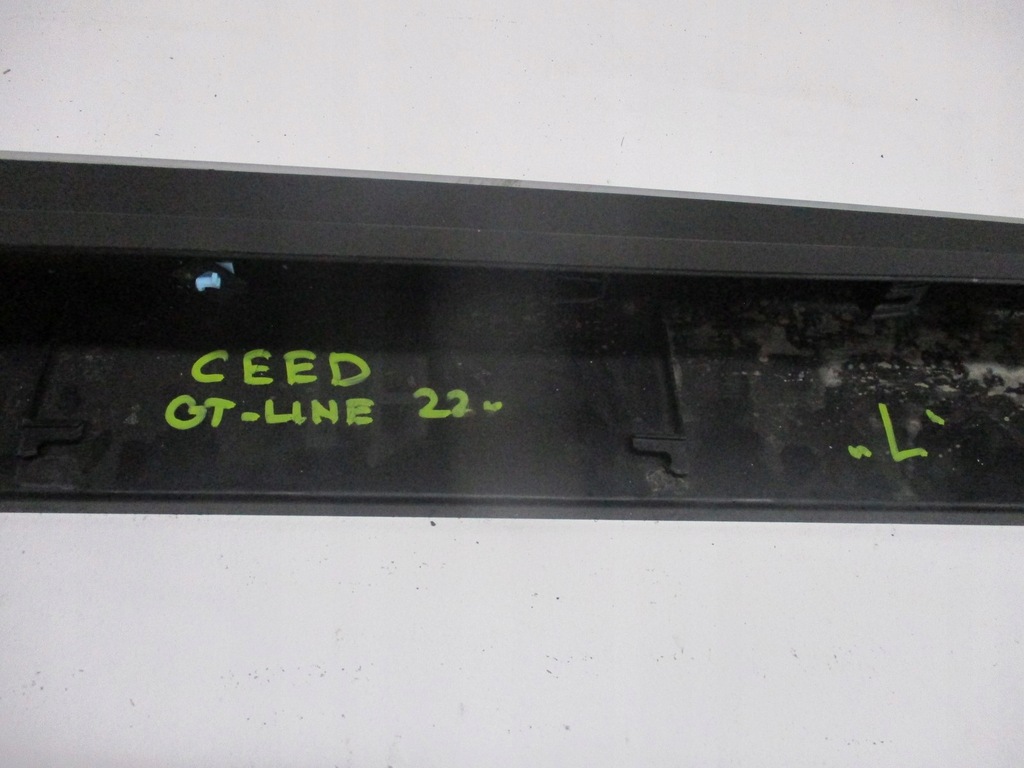 CEED
GT-LINE 22-
„L"